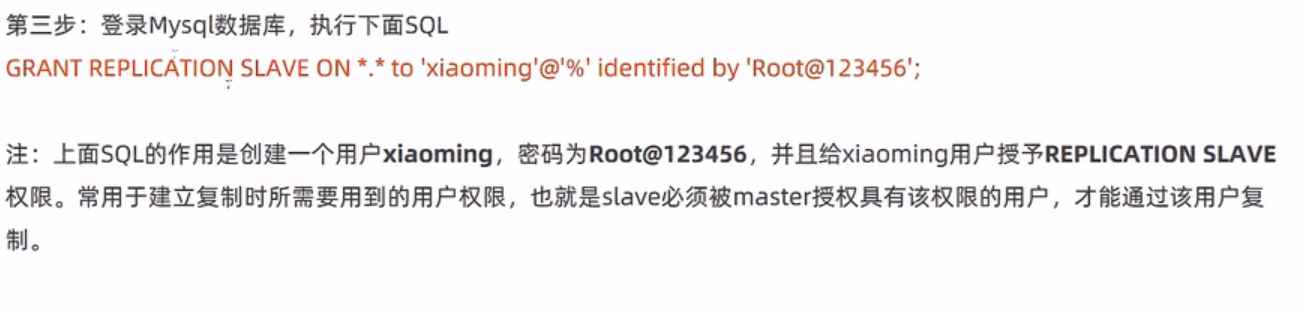 第三步：登录Mysql数据库，执行下面SQL
GRANT REPLICATION SLAVE ON *.* to 'xiaoming'@'%' identified by 'Root@123456';
注：上面SQL的作用是创建一个用户xiaoming，密码为Root@123456，并且给xiaoming用户授予REPLICATION SLAVE
权限。常用于建立复制时所需要用到的用户权限，也就是slave必须被master授权具有该权限的用户，才能通过该用户复
制。